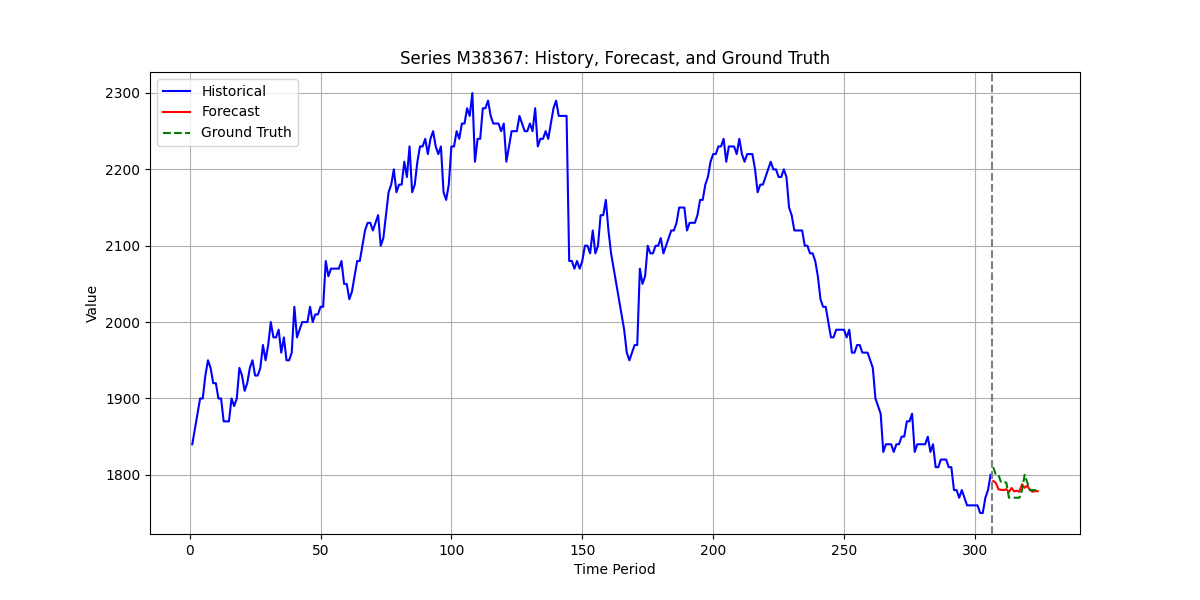 Series M38367: History, Forecast, and Ground Truth
Historical
Forecast
Ground Truth
2300
2200
2100
2000
1900
1800
Value
0 50 100 150 200 250 300
Time Period